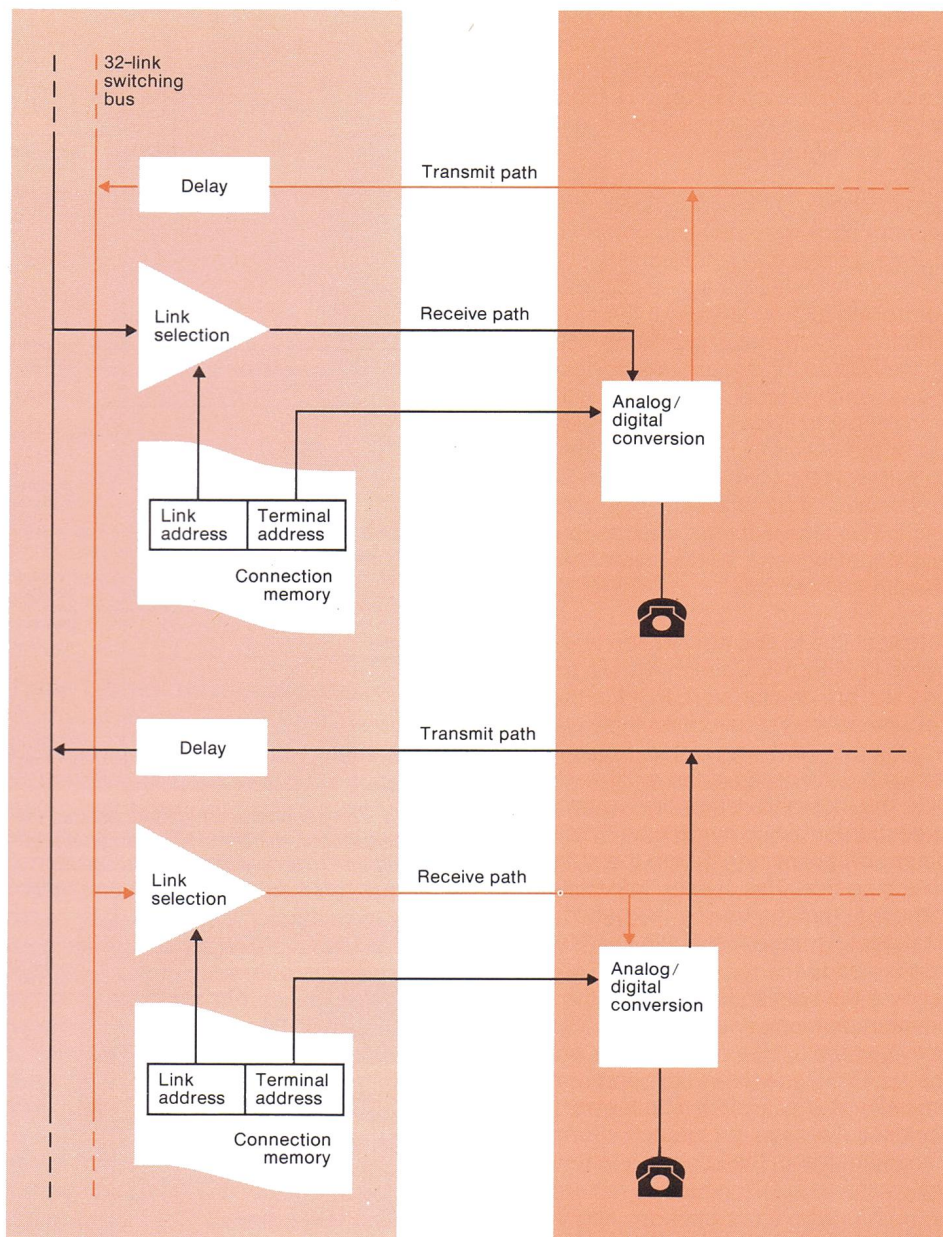 32-link
switching
bus
Transmit path
Delay
Receive path
Link
selection
Analog/
digital
conversion
Link
address
Terminal
address
Connection
memory
Transmit path
Delay
Receive path
Link
selection
Analog/
digital
conversion
Link
address
Terminal
address
Connection
memory